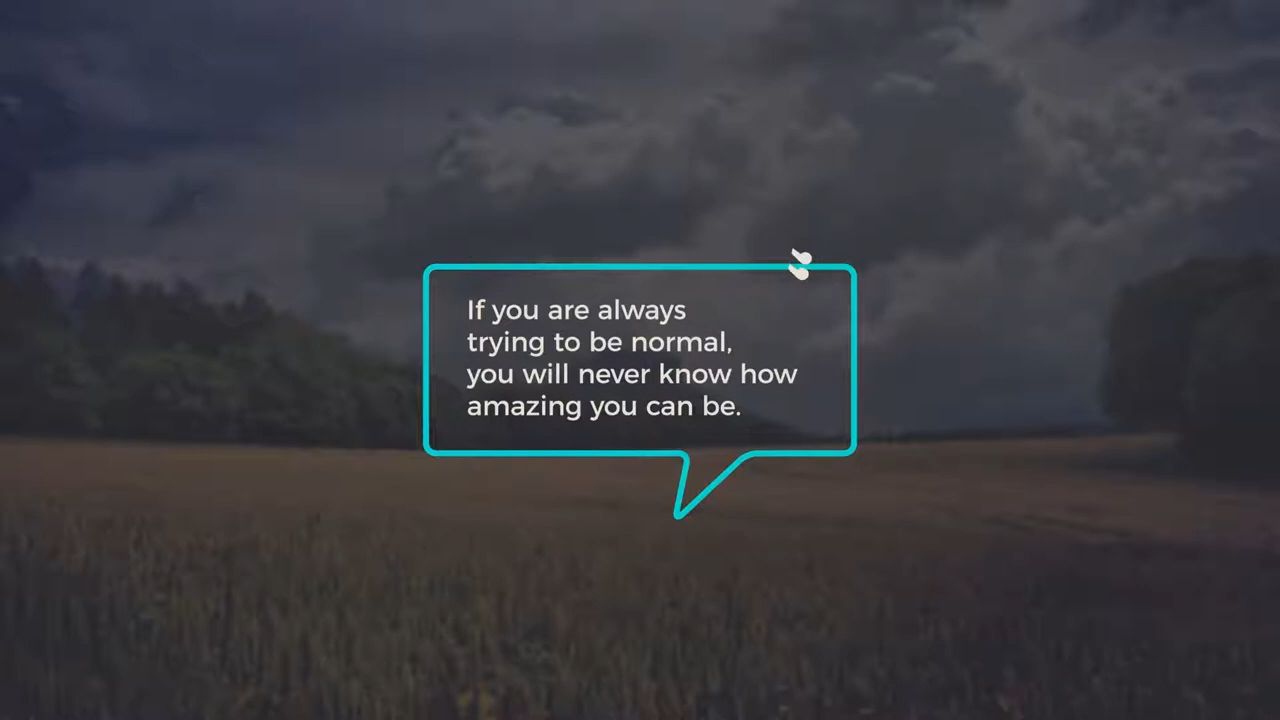 If you are always
trying to be normal,
you will never know how
amazing you can be.